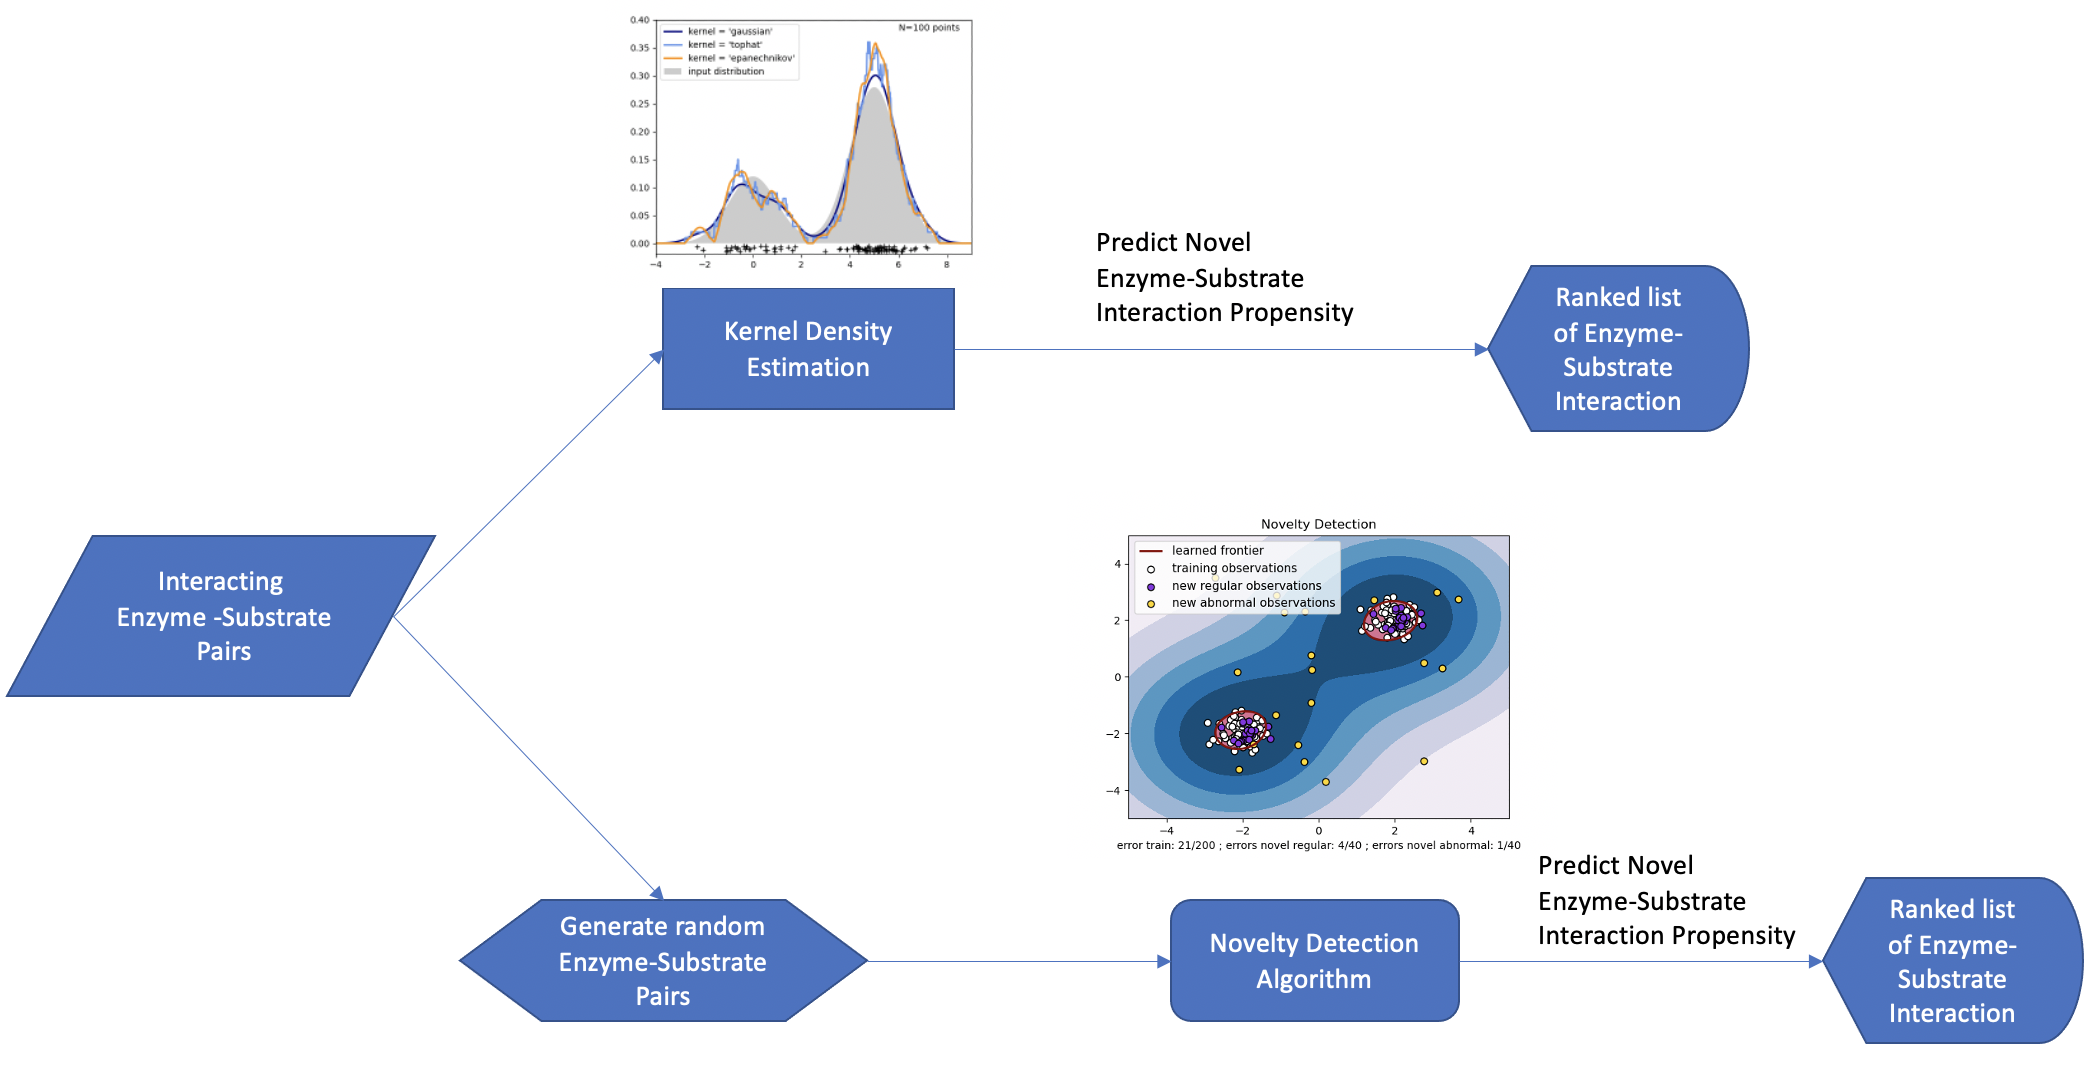 0.40
0.35
0.30
0.25
0.20
0.15
0.10
0.05
0.00
kernel = 'gaussian'
kernel = 'tophat'
kernel = 'epanechnikov'
input distribution
N=100 points
−4 −2 0 2 4 6 8
Kernel Density
Estimation
Predict Novel
Enzyme-Substrate
Interaction Propensity
Ranked list
of Enzyme-
Substrate
Interaction
Interacting
Enzyme -Substrate
Pairs
Novelty Detection
learned frontier
training observations
new regular observations
new abnormal observations
4
2
0
−2
−4
−4 −2 0 2 4
error train: 21/200 ; errors novel regular: 4/40 ; errors novel abnormal: 1/40
Generate random
Enzyme-Substrate
Pairs
Novelty Detection
Algorithm
Predict Novel
Enzyme-Substrate
Interaction Propensity
Ranked list
of Enzyme-
Substrate
Interaction